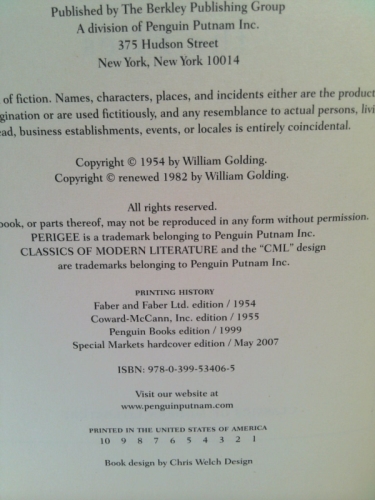 Published by The Berkley Publishing Group
A division of Penguin Putnam Inc.
375 Hudson Street
New York, New York 10014
of fiction. Names, characters, places, and incidents either are the product
gination or are used fictitiously, and any resemblance to actual persons, livi
ead, business establishments, events, or locales is entirely coincidental.
Copyright © 1954 by William Golding.
Copyright © renewed 1982 by William Golding.
All rights reserved.
book, or parts thereof, may not be reproduced in any form without permission.
PERIGEE is a trademark belonging to Penguin Putnam Inc.
CLASSICS OF MODERN LITERATURE and the “CML” design
are trademarks belonging to Penguin Putnam Inc.
PRINTING HISTORY
Faber and Faber Ltd. edition / 1954
Coward-McCann, Inc. edition / 1955
Penguin Books edition / 1999
Special Markets hardcover edition / May 2007
ISBN: 978-0-399-53406-5
Visit our website at
www.penguinputnam.com
PRINTED IN THE UNITED STATES OF AMERICA
10 9 8 7 6 5 4 3 2 1
Book design by Chris Welch Design